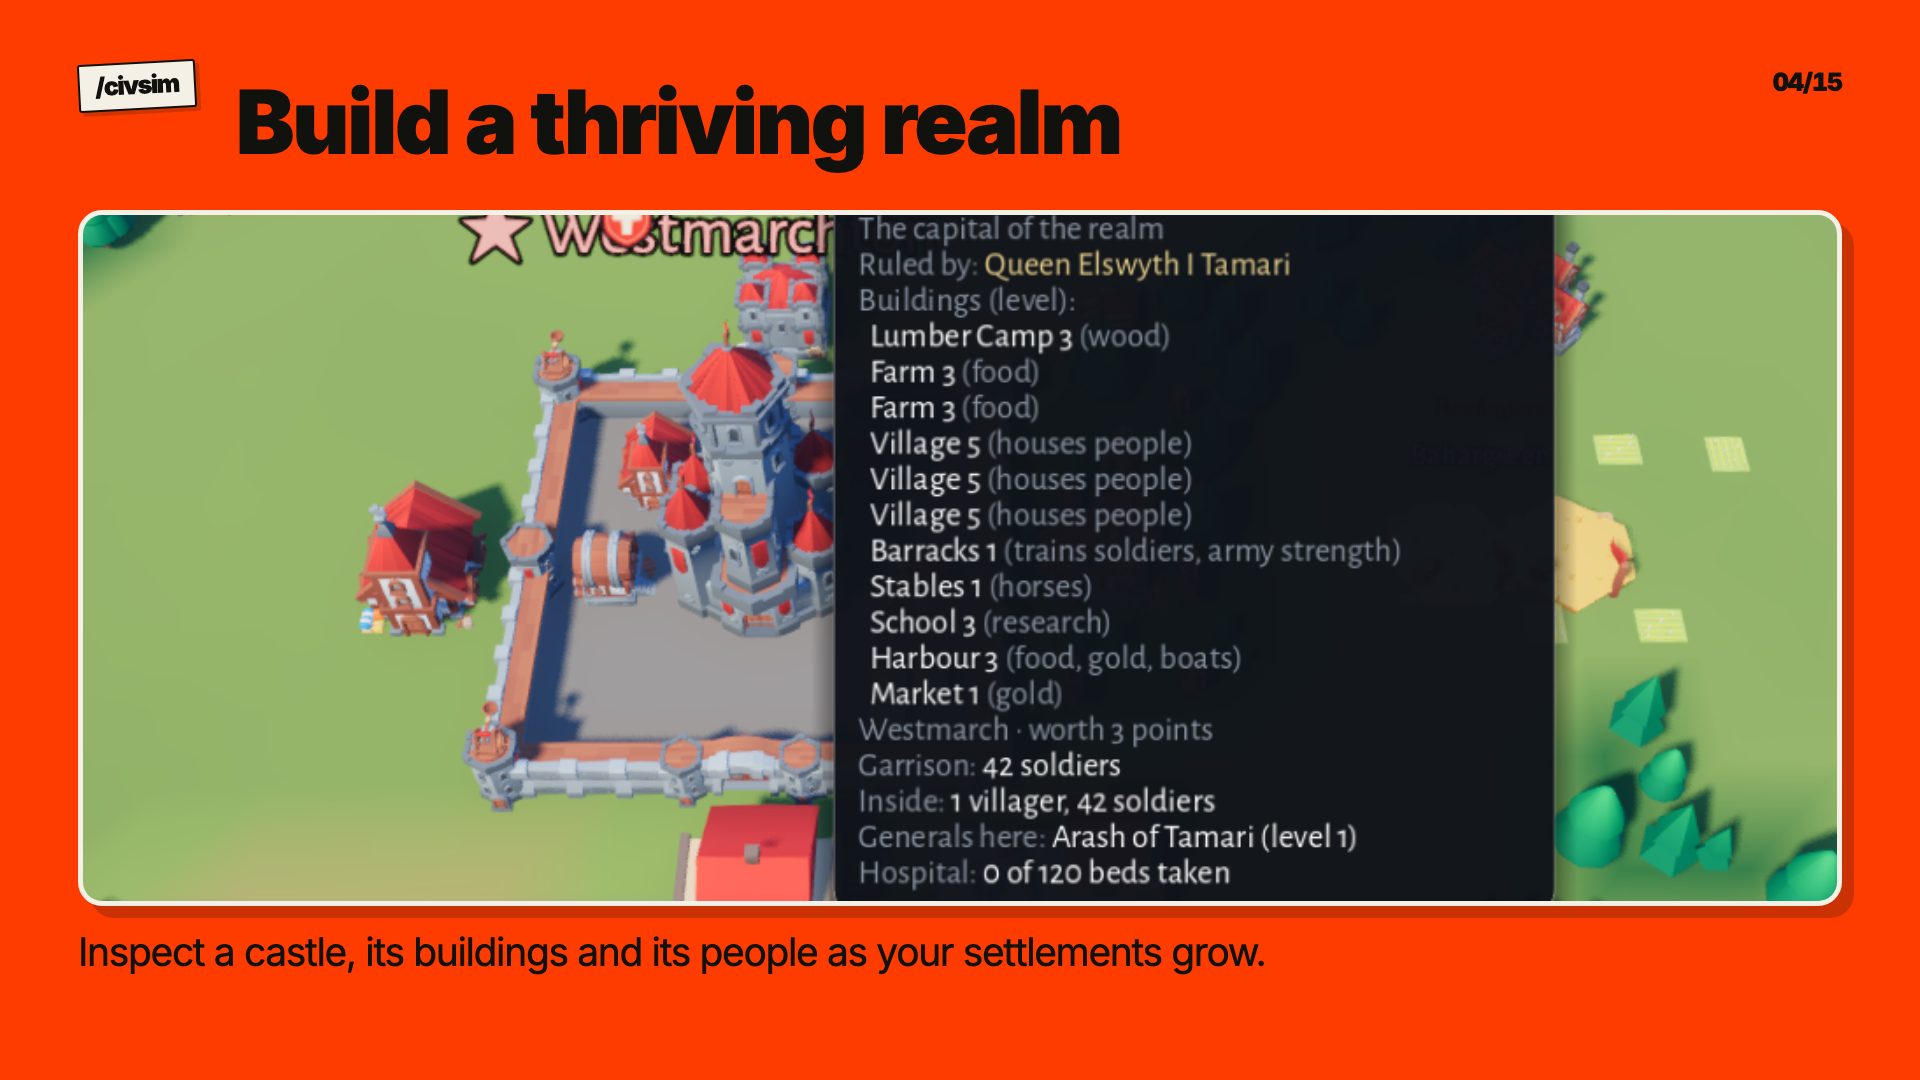 /civsim
Build a thriving realm
04/15
Westmarch
The capital of the realm
Ruled by: Queen Elswyth I Tamari
Buildings (level):
Lumber Camp 3 (wood)
Farm 3 (food)
Farm 3 (food)
Village 5 (houses people)
Village 5 (houses people)
Village 5 (houses people)
Barracks 1 (trains soldiers, army strength)
Stables 1 (horses)
School 3 (research)
Harbour 3 (food, gold, boats)
Market 1 (gold)
Westmarch · worth 3 points
Garrison: 42 soldiers
Inside: 1 villager, 42 soldiers
Generals here: Arash of Tamari (level 1)
Hospital: 0 of 120 beds taken
Inspect a castle, its buildings and its people as your settlements grow.